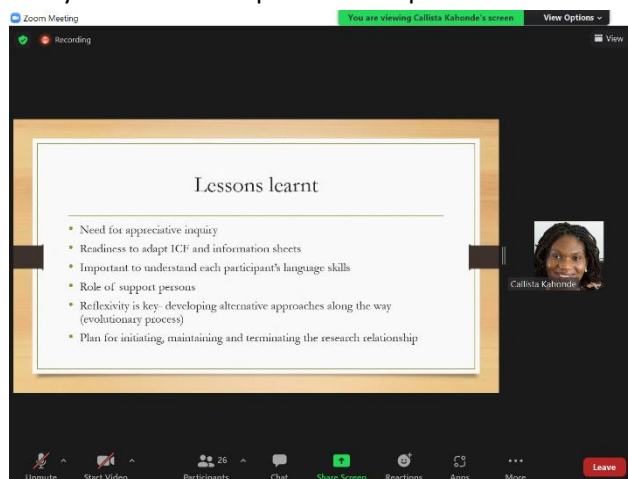 Zoom Meeting
You are viewing Callista Kahonde's screen
View Options
Recording
View
Lessons learnt
Need for appreciative inquiry
Readiness to adapt ICF and information sheets
Important to understand each participant's language skills
Role of support persons
Reflexivity is key- developing alternative approaches along the way
(evolutionary process)
Plan for initiating, maintaining and terminating the research relationship
Callista Kahonde
26
Unmute
Start Video
Participants
Chat
Share Screen
Reactions
Apps
More
Leave